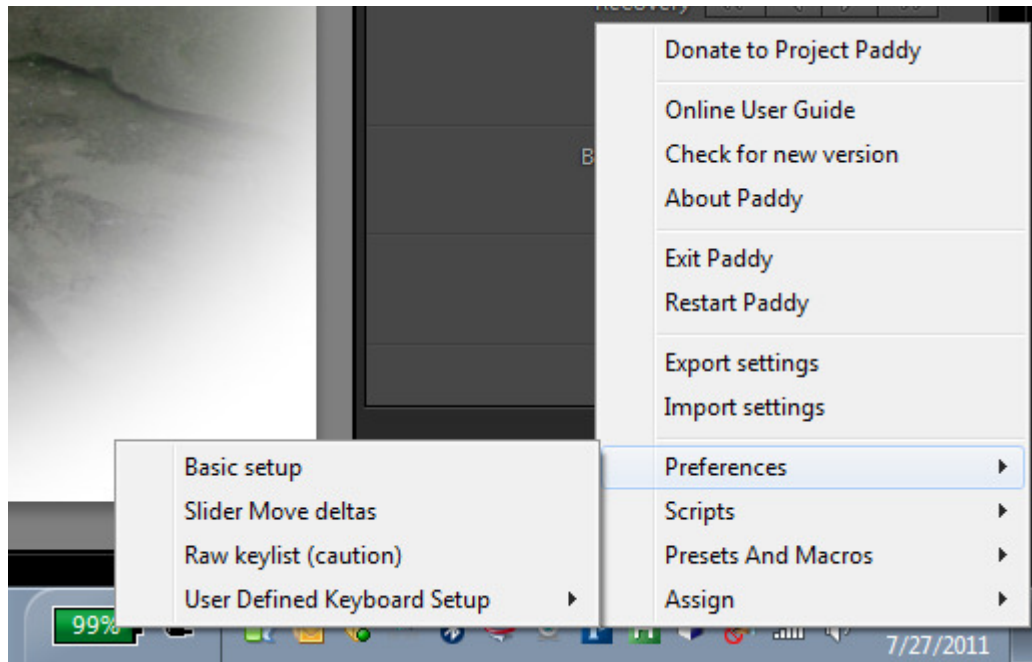 Recovery
Donate to Project Paddy
Online User Guide
Check for new version
About Paddy
Exit Paddy
Restart Paddy
Export settings
Import settings
Preferences
Scripts
Presets And Macros
Assign
B
Basic setup
Slider Move deltas
Raw keylist (caution)
User Defined Keyboard Setup
99%
7/27/2011